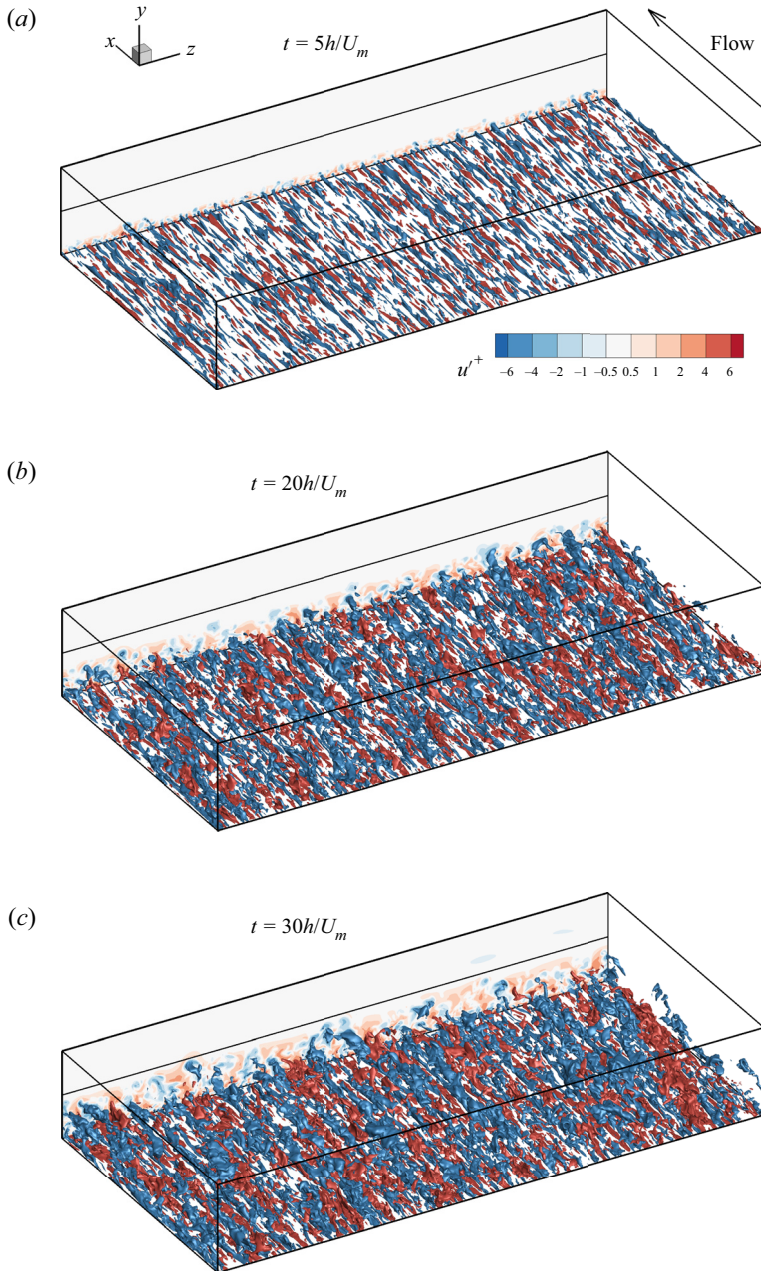 (a)
y
x
z
t = 5h/U_m
Flow
u′⁺
–6 –4 –2 –1 –0.5 0.5 1 2 4 6
(b)
t = 20h/U_m
(c)
t = 30h/U_m